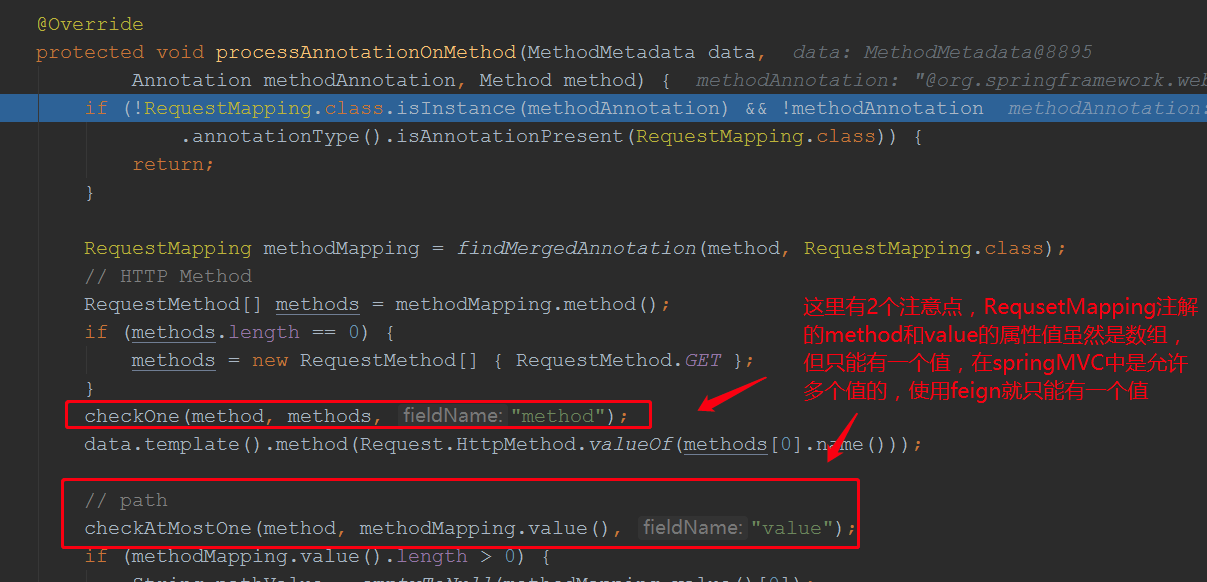 @Override
protected void processAnnotationOnMethod(MethodMetadata data,  data: MethodMetadata@8895
Annotation methodAnnotation, Method method) {  methodAnnotation: "@org.springframework.web
if (!RequestMapping.class.isInstance(methodAnnotation) && !methodAnnotation  methodAnnotation:
.annotationType().isAnnotationPresent(RequestMapping.class)) {
return;
}
RequestMapping methodMapping = findMergedAnnotation(method, RequestMapping.class);
// HTTP Method
RequestMethod[] methods = methodMapping.method();
if (methods.length == 0) {
methods = new RequestMethod[] { RequestMethod.GET };
}
checkOne(method, methods, fieldName: "method");
data.template().method(Request.HttpMethod.valueOf(methods[0].name()));
// path
checkAtMostOne(method, methodMapping.value(), fieldName: "value");
if (methodMapping.value().length > 0) {
String pathValue = emptyToNull(methodMapping.value()[0]);
这里有2个注意点，RequsetMapping注解
的method和value的属性值虽然是数组，
但只能有一个值，在springMVC中是允许
多个值的，使用feign就只能有一个值